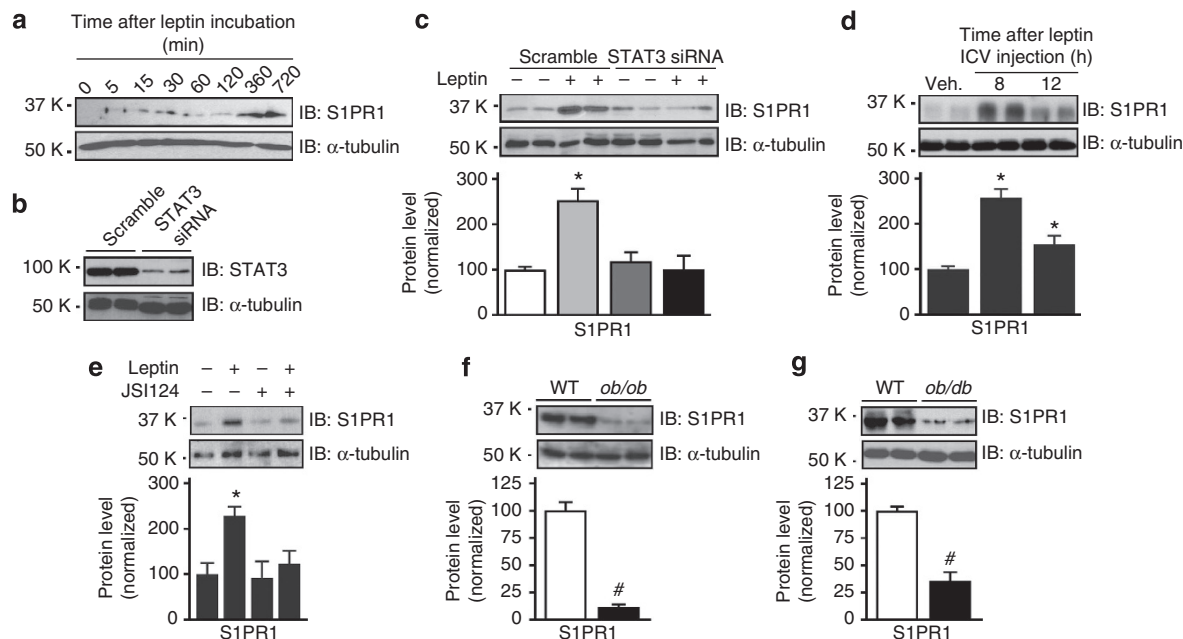 a
Time after leptin incubation
(min)
0 5 15 30 60 120 360 720
37 K
IB: S1PR1
50 K
IB: α-tubulin
b
Scramble
STAT3
siRNA
100 K
IB: STAT3
50 K
IB: α-tubulin
c
Scramble STAT3 siRNA
Leptin – – + + – – + +
37 K
IB: S1PR1
50 K
IB: α-tubulin
Protein level
(normalized)
300
200
100
0
*
S1PR1
d
Time after leptin
ICV injection (h)
Veh. 8 12
37 K
IB: S1PR1
50 K
IB: α-tubulin
Protein level
(normalized)
300
200
100
0
*
*
S1PR1
e
Leptin – + – +
JSI124 – – + +
37 K
IB: S1PR1
50 K
IB: α-tubulin
Protein level
(normalized)
300
200
100
0
*
S1PR1
f
WT ob/ob
37 K
IB: S1PR1
50 K
IB: α-tubulin
Protein level
(normalized)
125
100
75
50
25
0
#
S1PR1
g
WT ob/db
37 K
IB: S1PR1
50 K
IB: α-tubulin
Protein level
(normalized)
125
100
75
50
25
0
#
S1PR1